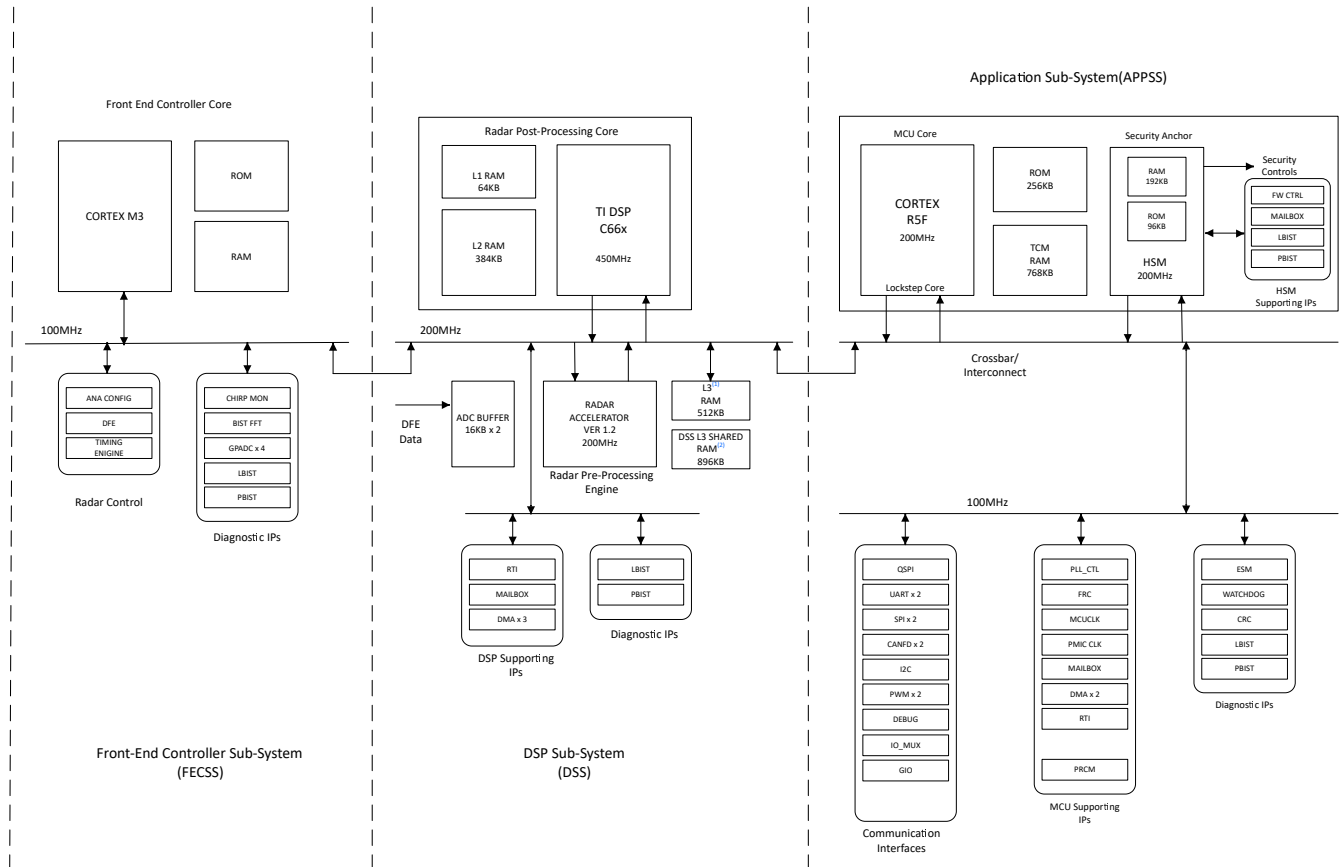 Application Sub-System(APPSS)
Front End Controller Core
CORTEX M3
ROM
RAM
100MHz
ANA CONFIG
DFE
TIMING
ENIGINE
Radar Control
CHIRP MON
BIST FFT
GPADC x 4
LBIST
PBIST
Diagnostic IPs
Front-End Controller Sub-System
(FECSS)
Radar Post-Processing Core
L1 RAM
64KB
L2 RAM
384KB
TI DSP
C66x
450MHz
200MHz
DFE
Data
ADC BUFFER
16KB x 2
RADAR
ACCELERATOR
VER 1.2
200MHz
Radar Pre-Processing
Engine
L3(1)
RAM
512KB
DSS L3 SHARED
RAM(2)
896KB
RTI
MAILBOX
DMA x 3
DSP Supporting
IPs
LBIST
PBIST
Diagnostic IPs
DSP Sub-System
(DSS)
MCU Core
CORTEX
R5F
200MHz
Lockstep Core
ROM
256KB
TCM
RAM
768KB
Security Anchor
RAM
192KB
ROM
96KB
HSM
200MHz
Security
Controls
FW CTRL
MAILBOX
LBIST
PBIST
HSM
Supporting IPs
Crossbar/
Interconnect
100MHz
QSPI
UART x 2
SPI x 2
CANFD x 2
I2C
PWM x 2
DEBUG
IO_MUX
GIO
Communication
Interfaces
PLL_CTL
FRC
MCUCLK
PMIC CLK
MAILBOX
DMA x 2
RTI
PRCM
MCU Supporting
IPs
ESM
WATCHDOG
CRC
LBIST
PBIST
Diagnostic IPs